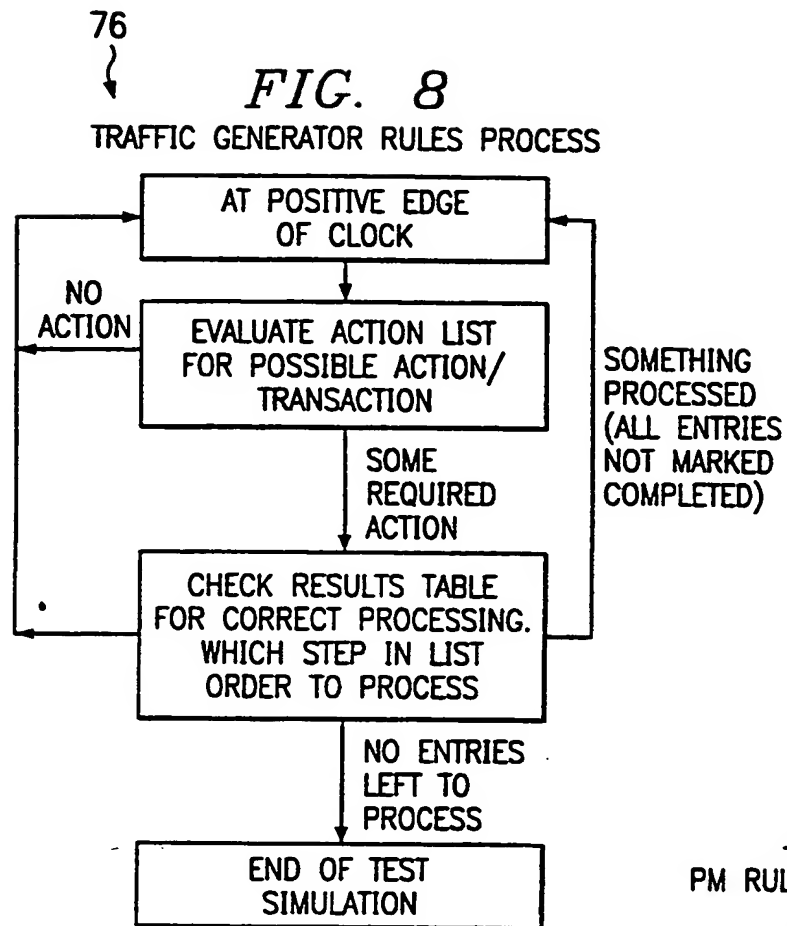 76
FIG. 8
TRAFFIC GENERATOR RULES PROCESS
AT POSITIVE EDGE
OF CLOCK
NO
ACTION
EVALUATE ACTION LIST
FOR POSSIBLE ACTION/
TRANSACTION
SOMETHING
PROCESSED
(ALL ENTRIES
NOT MARKED
COMPLETED)
SOME
REQUIRED
ACTION
CHECK RESULTS TABLE
FOR CORRECT PROCESSING.
WHICH STEP IN LIST
ORDER TO PROCESS
NO ENTRIES
LEFT TO
PROCESS
END OF TEST
SIMULATION
PM